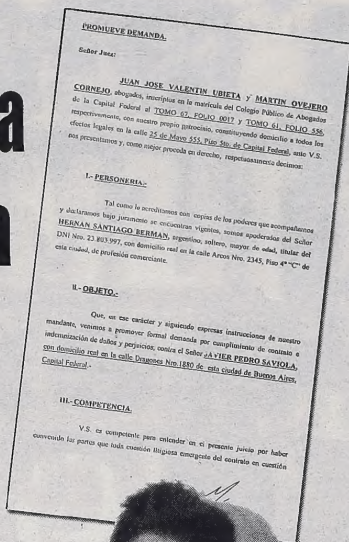 a
PROMUEVE DEMANDA.
Señor Juez:
JUAN JOSE VALENTIN UBIETA y MARTIN OVEJERO
CORNEJO, abogados, inscriptos en la matrícula del Colegio Público de Abogados
de la Capital Federal al TOMO 67, FOLIO 0017 y TOMO 61, FOLIO 556,
respectivamente, con nuestro propio patrocinio, constituyendo domicilio a todos los
efectos legales en la calle 25 de Mayo 555, Piso 5to. de Capital Federal, ante V.S.
nos presentamos y, como mejor proceda en derecho, respetuosamente decimos:
I.- PERSONERIA.-
Tal como lo acreditamos con copias de los poderes que acompañamos
y declaramos bajo juramento se encuentran vigentes, somos apoderados del Señor
HERNAN SANTIAGO BERMAN, argentino, soltero, mayor de edad, titular del
DNI Nro. 23.803.997, con domicilio real en la calle Arcos Nro. 2345, Piso 4° "C" de
esta ciudad, de profesión comerciante.
II.- OBJETO.-
Que, en ese carácter y siguiendo expresas instrucciones de nuestro
mandante, venimos a promover formal demanda por cumplimiento de contrato e
indemnización de daños y perjuicios, contra el Señor JAVIER PEDRO SAVIOLA,
con domicilio real en la calle Dragones Nro.1880 de esta ciudad de Buenos Aires,
Capital Federal.-
III.- COMPETENCIA.
V.S. es competente para entender en el presente juicio por haber
convenido las partes que toda cuestión litigiosa emergente del contrato en cuestión